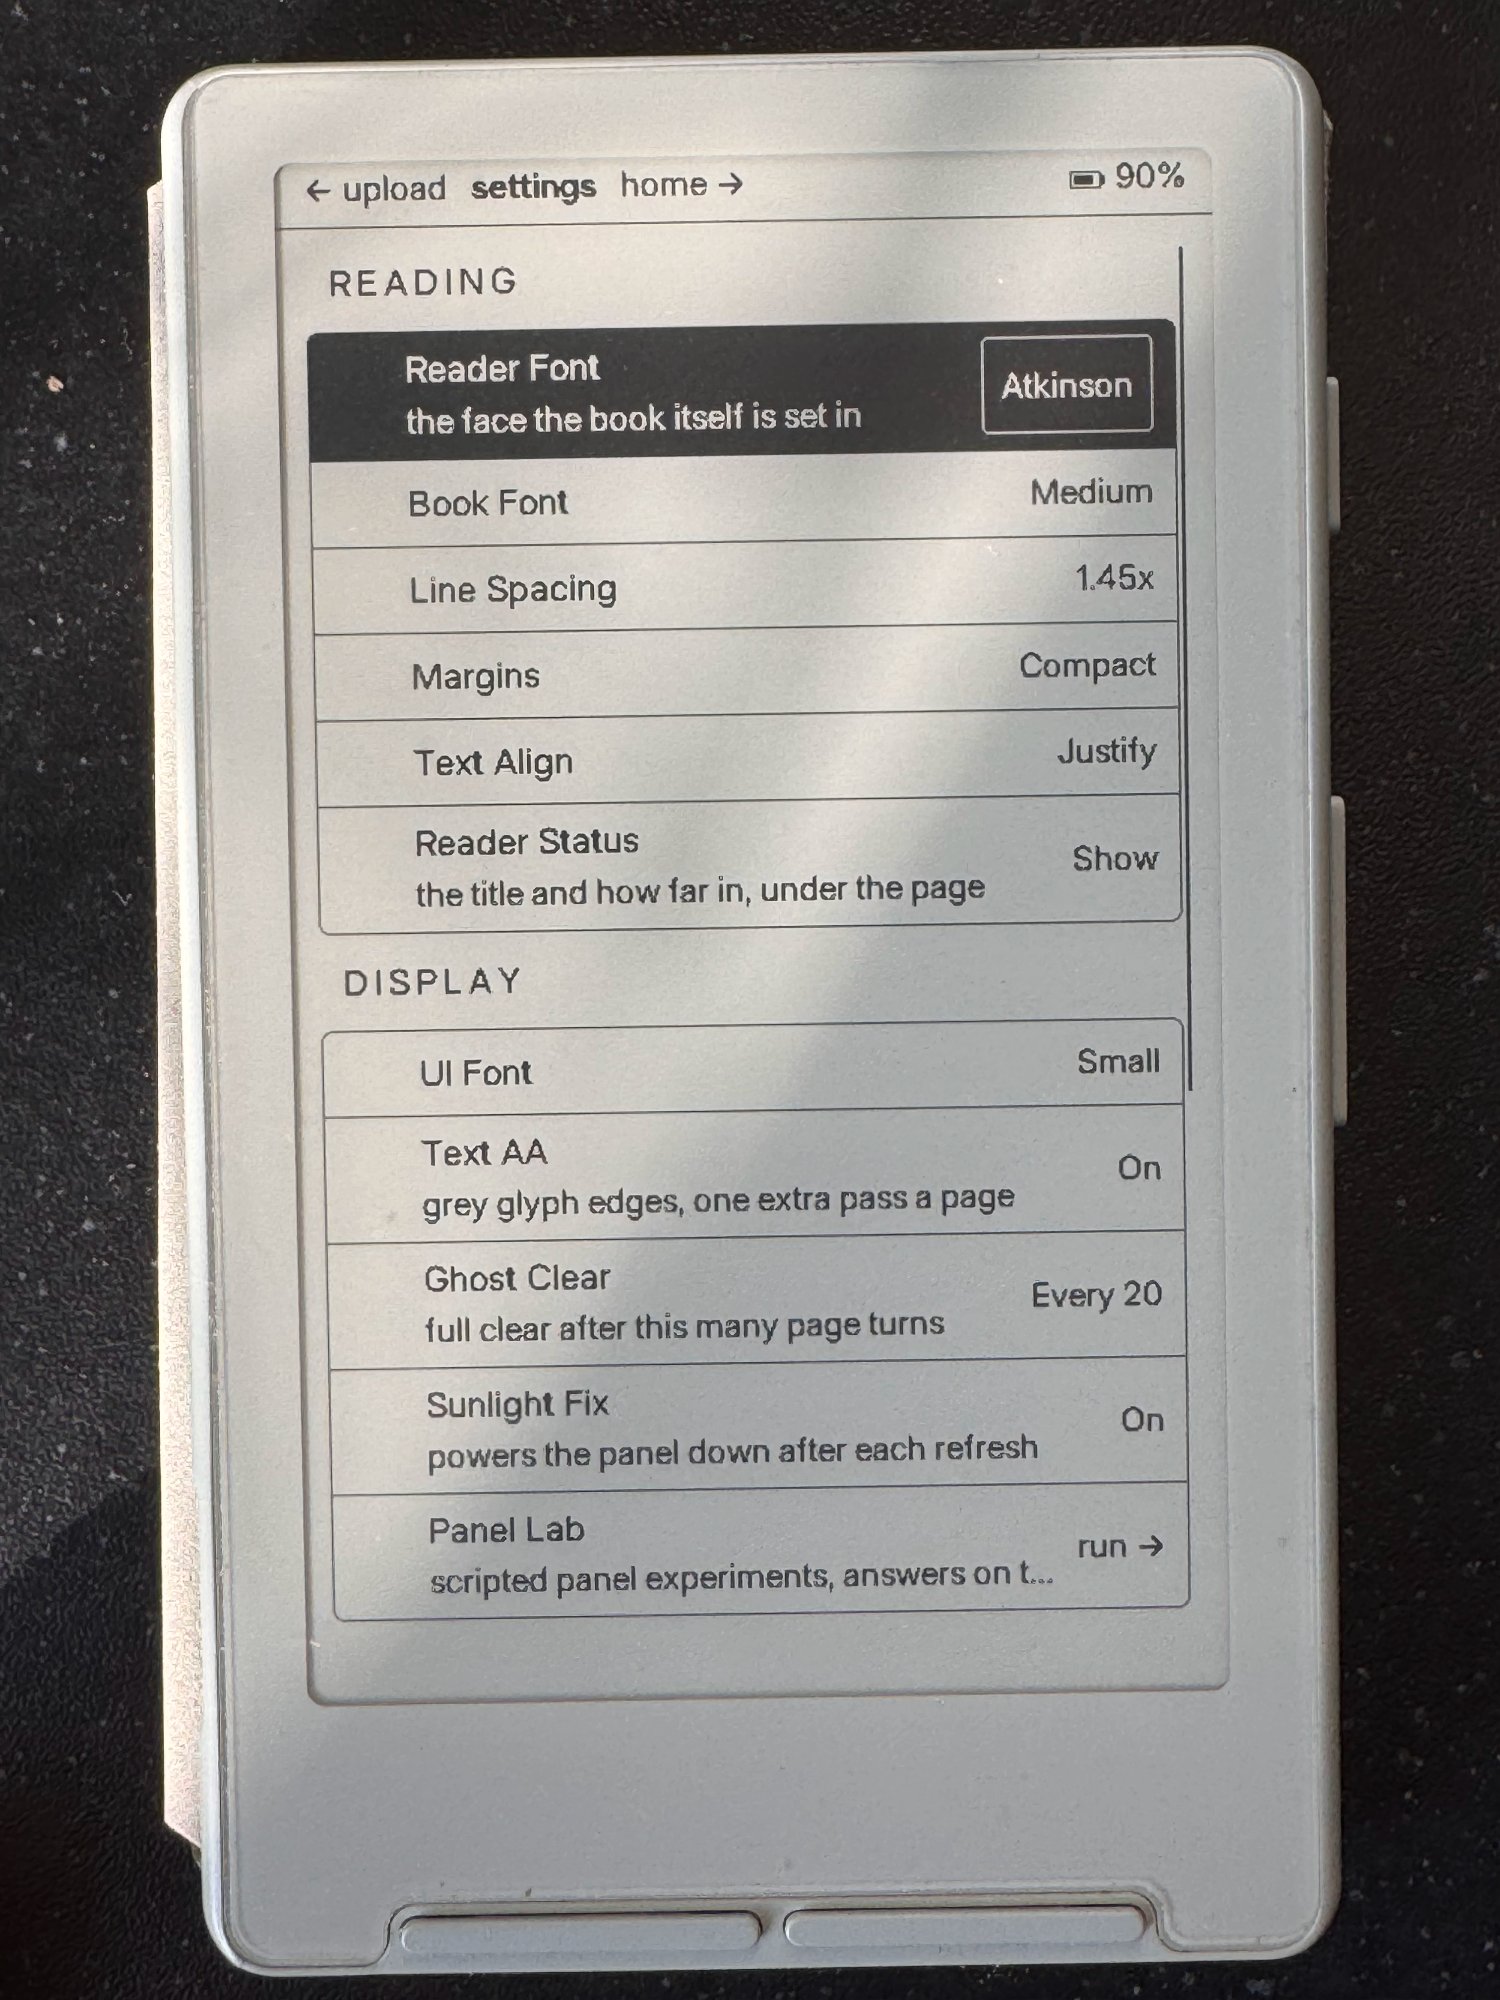 ← upload settings home → 90%
READING
Reader Font Atkinson
the face the book itself is set in
Book Font Medium
Line Spacing 1.45x
Margins Compact
Text Align Justify
Reader Status Show
the title and how far in, under the page
DISPLAY
UI Font Small
Text AA On
grey glyph edges, one extra pass a page
Ghost Clear Every 20
full clear after this many page turns
Sunlight Fix On
powers the panel down after each refresh
Panel Lab run →
scripted panel experiments, answers on t...